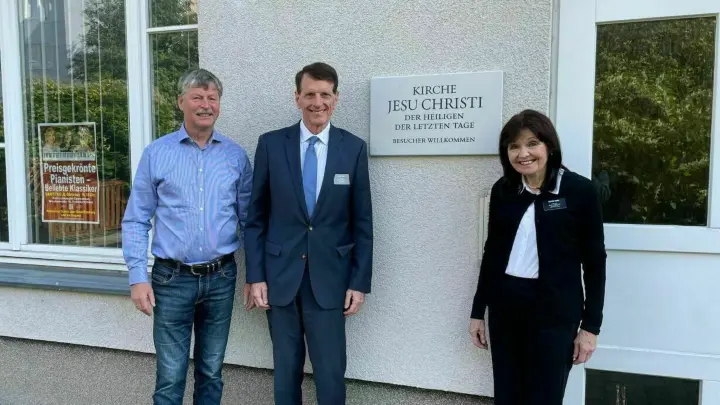 Preisgekrönte
Pianisten -
Beliebte Klassiker
KIRCHE
JESU CHRISTI
DER HEILIGEN
DER LETZTEN TAGE
BESUCHER WILLKOMMEN